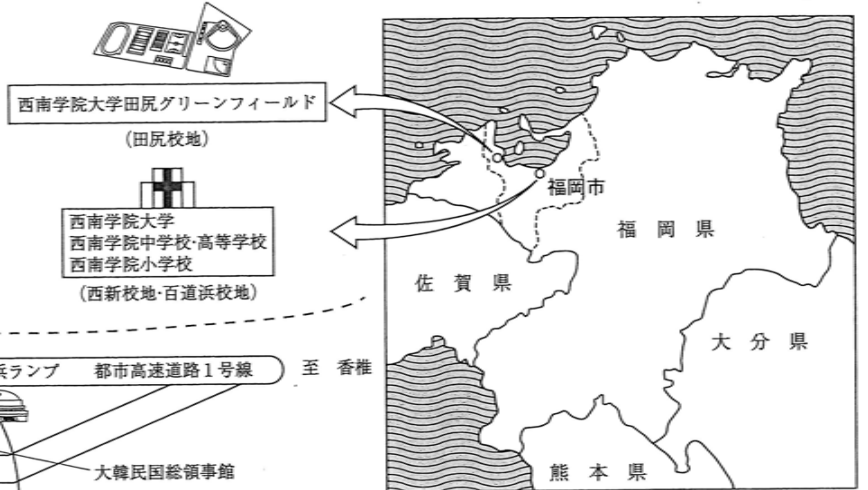 西南学院大学田尻グリーンフィールド
(田尻校地)
西南学院大学
西南学院中学校・高等学校
西南学院小学校
(西新校地・百道浜校地)
福岡市
福岡県
佐賀県
大分県
熊本県
浜ランプ 都市高速道路1号線
至 香椎
大韓民国総領事館